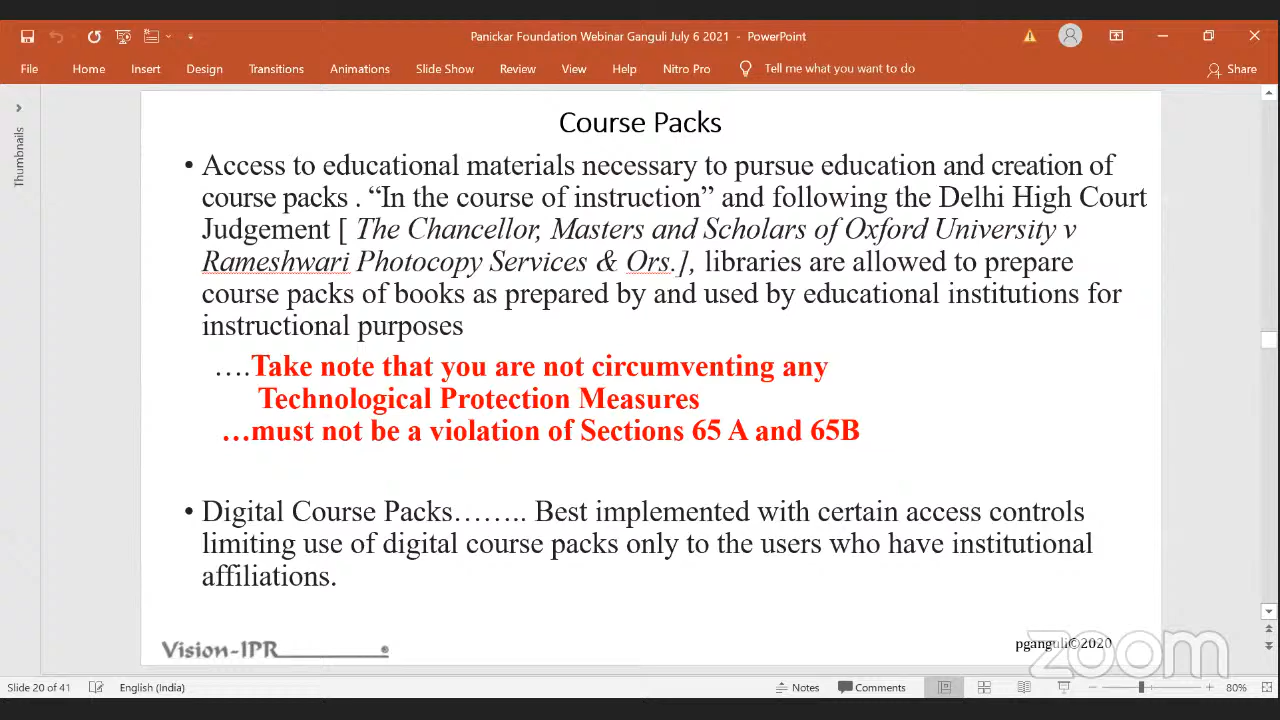 Panickar Foundation Webinar Ganguli July 6 2021 - PowerPoint
File Home Insert Design Transitions Animations Slide Show Review View Help Nitro Pro Tell me what you want to do Share
Thumbnails
Course Packs
• Access to educational materials necessary to pursue education and creation of
course packs . “In the course of instruction” and following the Delhi High Court
Judgement [ The Chancellor, Masters and Scholars of Oxford University v
Rameshwari Photocopy Services & Ors.], libraries are allowed to prepare
course packs of books as prepared by and used by educational institutions for
instructional purposes
….Take note that you are not circumventing any
Technological Protection Measures
…must not be a violation of Sections 65 A and 65B
• Digital Course Packs…….. Best implemented with certain access controls
limiting use of digital course packs only to the users who have institutional
affiliations.
Vision-IPR
pganguli©2020
zoom
Slide 20 of 41 English (India) Notes Comments 80%